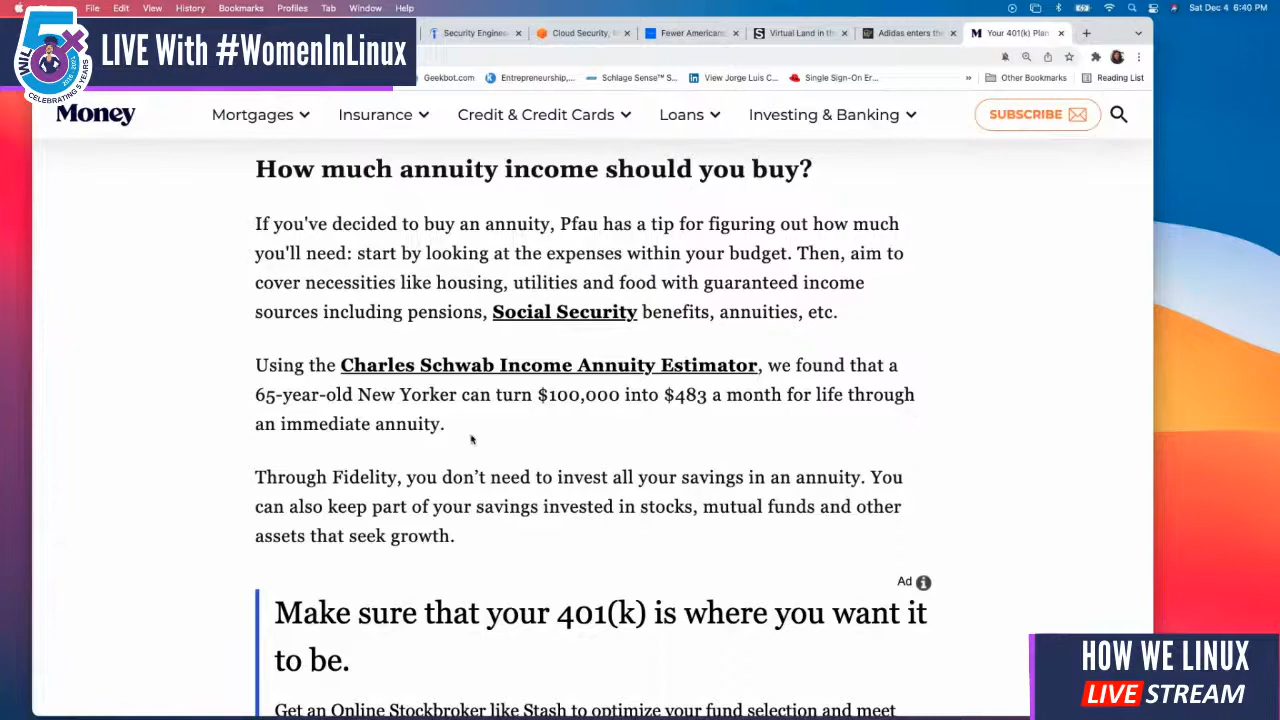 File Edit View History Bookmarks Profiles Tab Window Help
Sat Dec 4 6:40 PM
5X
WIL
CELEBRATING 5 YEARS
LIVE With #WomenInLinux
Security Engine
Cloud Security, M
Fewer American
Virtual Land in th
Adidas enters the
Your 401(k) Plan
Geekbot.com
Entrepreneurship,...
Schlage Sense™ S...
View Jorge Luis C...
Single Sign-On Er...
Other Bookmarks
Reading List
Money
Mortgages
Insurance
Credit & Credit Cards
Loans
Investing & Banking
SUBSCRIBE
How much annuity income should you buy?
If you've decided to buy an annuity, Pfau has a tip for figuring out how much
you'll need: start by looking at the expenses within your budget. Then, aim to
cover necessities like housing, utilities and food with guaranteed income
sources including pensions, Social Security benefits, annuities, etc.
Using the Charles Schwab Income Annuity Estimator, we found that a
65-year-old New Yorker can turn $100,000 into $483 a month for life through
an immediate annuity.
Through Fidelity, you don’t need to invest all your savings in an annuity. You
can also keep part of your savings invested in stocks, mutual funds and other
assets that seek growth.
Ad
Make sure that your 401(k) is where you want it
to be.
Get an Online Stockbroker like Stash to optimize your fund selection and meet
HOW WE LINUX
LIVE STREAM